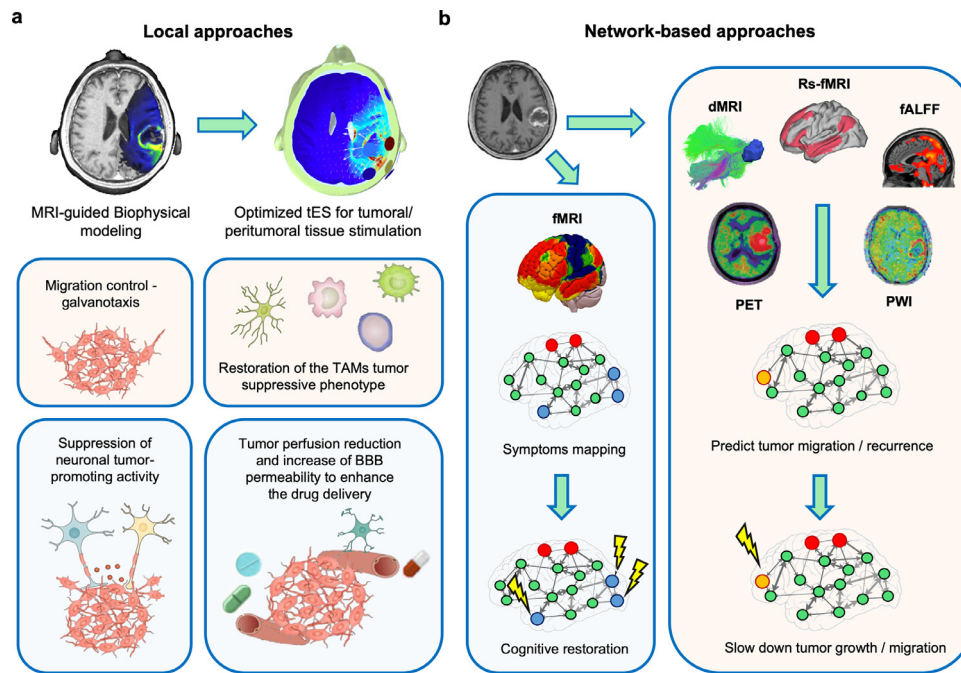 a
Local approaches
MRI-guided Biophysical
modeling
Optimized tES for tumoral/
peritumoral tissue stimulation
Migration control -
galvanotaxis
Restoration of the TAMs tumor
suppressive phenotype
Suppression of
neuronal tumor-
promoting activity
Tumor perfusion reduction
and increase of BBB
permeability to enhance
the drug delivery
b
Network-based approaches
fMRI
Symptoms mapping
Cognitive restoration
Rs-fMRI
dMRI
fALFF
PET
PWI
Predict tumor migration / recurrence
Slow down tumor growth / migration